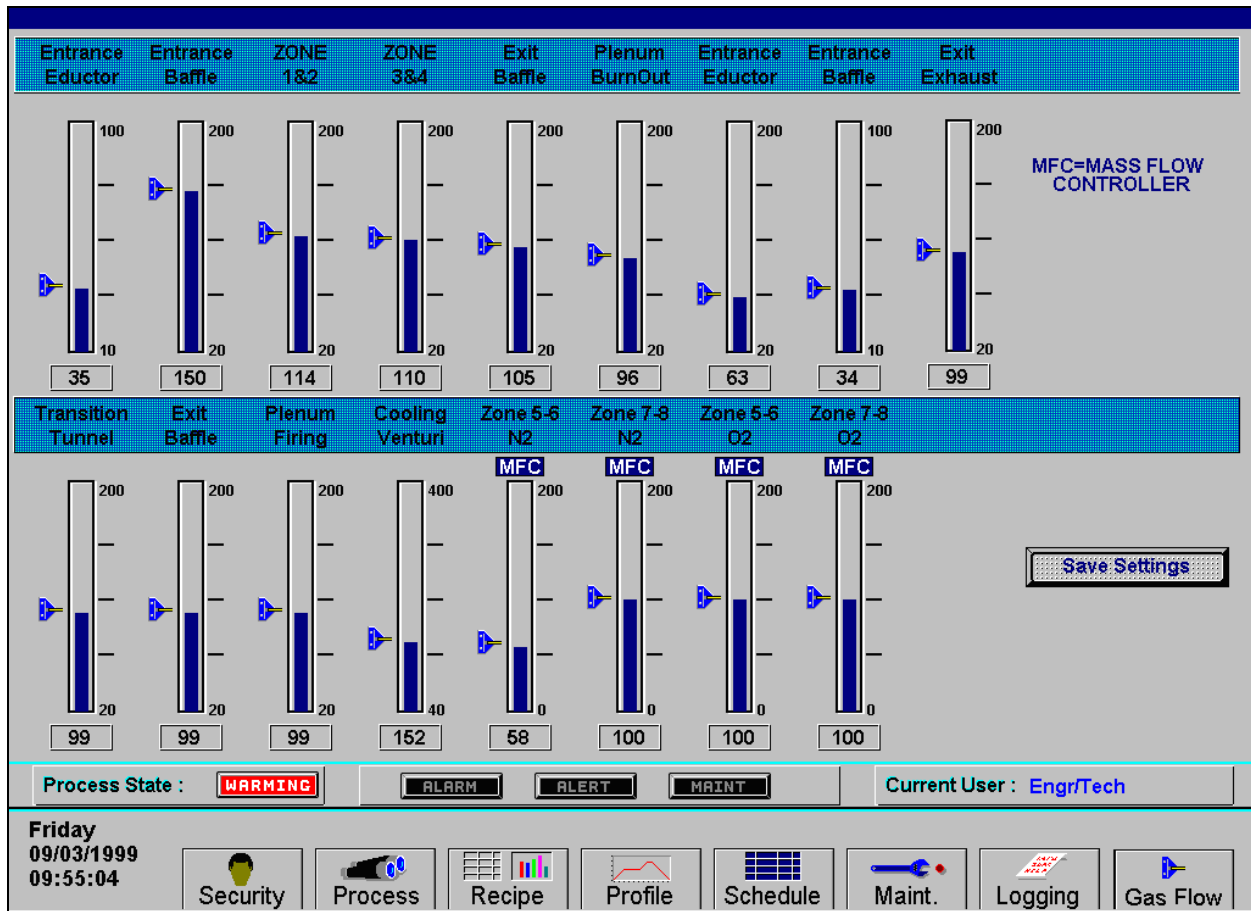 Entrance Eductor
Entrance Baffle
ZONE 1&2
ZONE 3&4
Exit Baffle
Plenum BurnOut
Entrance Eductor
Entrance Baffle
Exit Exhaust
100 200 200 200 200 200 200 100 200
MFC=MASS FLOW
CONTROLLER
10 20 20 20 20 20 20 10 20
35 150 114 110 105 96 63 34 99
Transition Tunnel
Exit Baffle
Plenum Firing
Cooling Venturi
Zone 5-6 N2
Zone 7-8 N2
Zone 5-6 O2
Zone 7-8 O2
MFC MFC MFC MFC
200 200 200 400 200 200 200 200
Save Settings
20 20 20 40 0 0 0 0
99 99 99 152 58 100 100 100
Process State : WARMING ALARM ALERT MAINT Current User : Engr/Tech
Friday
09/03/1999
09:55:04
Security Process Recipe Profile Schedule Maint. Logging Gas Flow